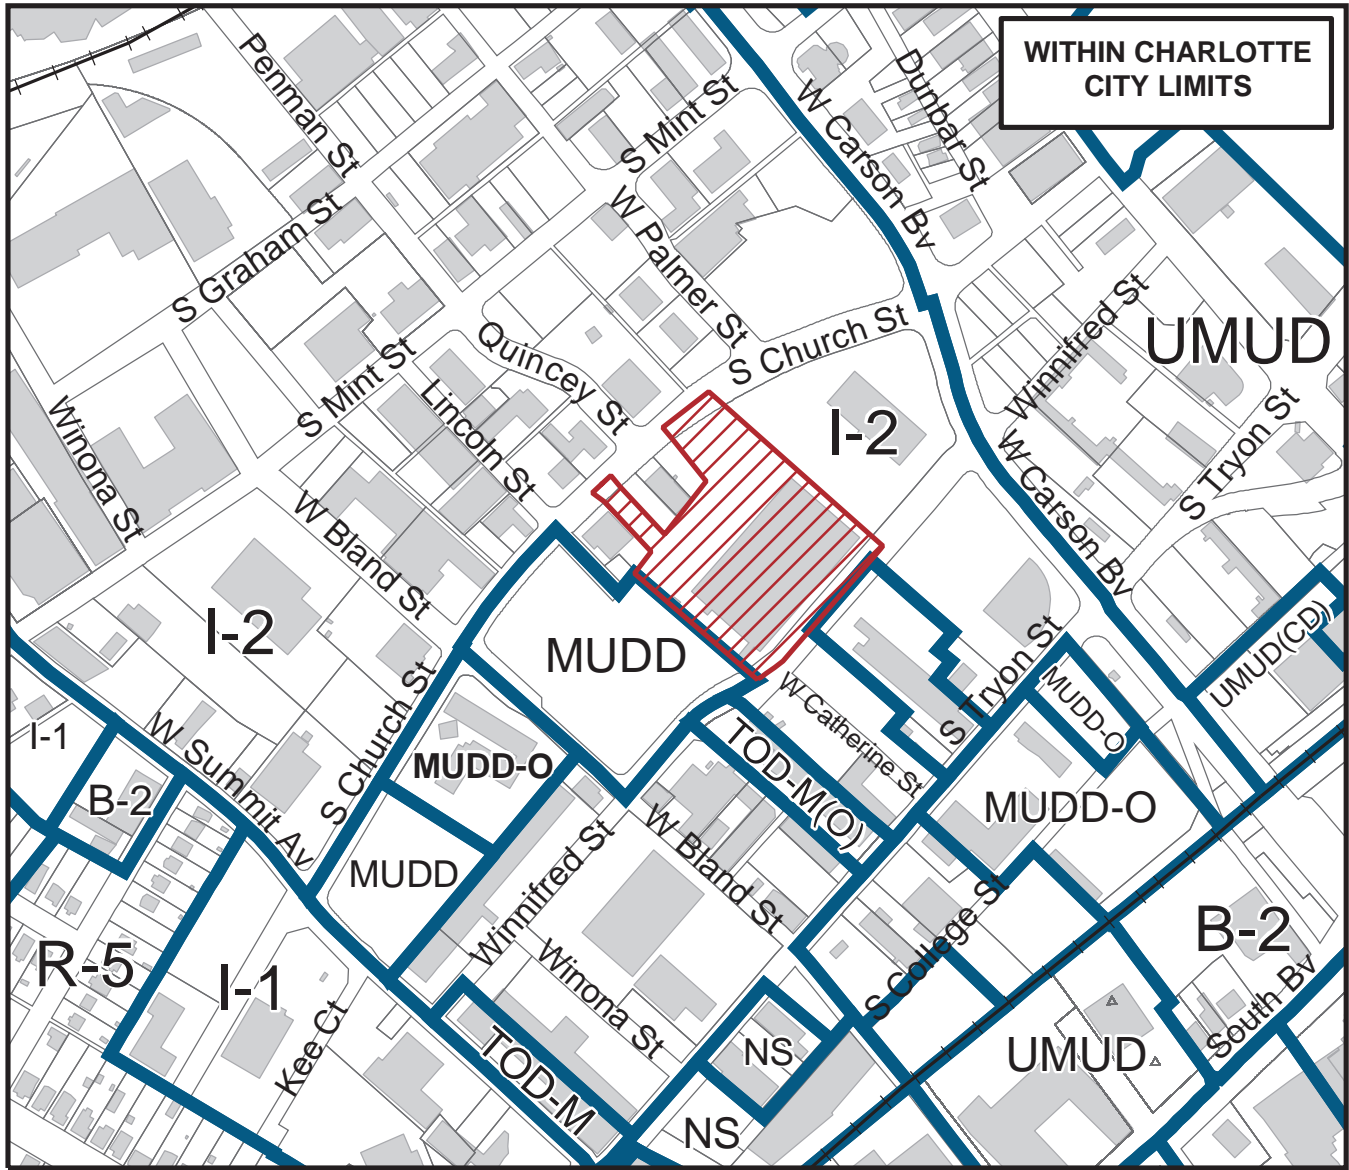 WITHIN CHARLOTTE
CITY LIMITS
Penman St
S Mint St
W Carson Bv
Dunbar St
S Graham St
W Palmer St
Winnifred St
UMUD
S Church St
Quincey St
S Mint St
Lincoln St
I-2
Winona St
S Tryon St
W Carson Bv
W Bland St
I-2
MUDD
UMUD(CD)
S Tryon St
MUDD-O
W Catherine St
I-1
W Summit Av
S Church St
MUDD-O
TOD-M(O)
B-2
MUDD-O
MUDD
Winnifred St
W Bland St
B-2
R-5
I-1
Winona St
S College St
South Bv
Kee Ct
TOD-M
NS
UMUD
NS